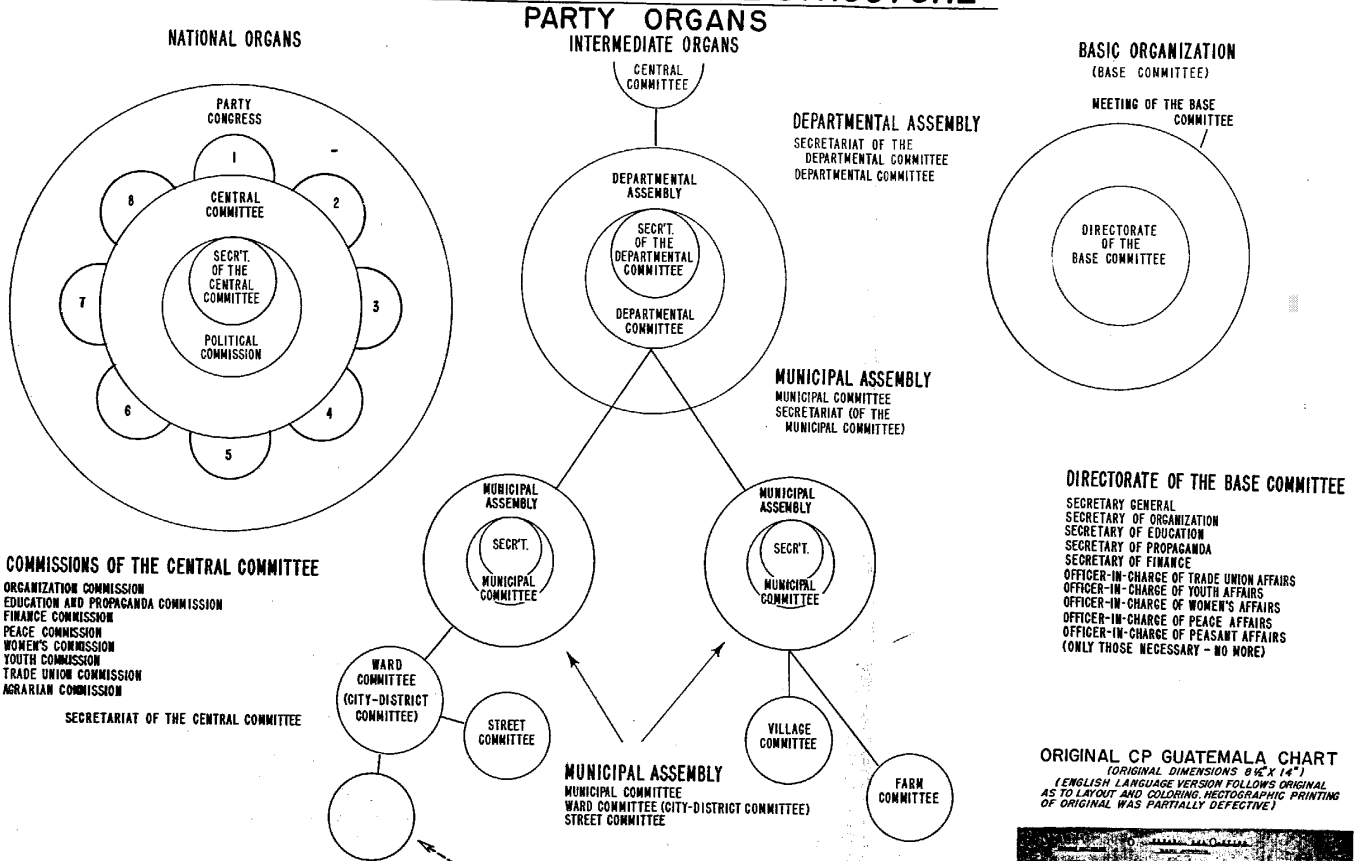 PARTY ORGANS
NATIONAL ORGANS
PARTY
CONGRESS
1
2
3
4
5
6
7
8
CENTRAL
COMMITTEE
SECR'T.
OF THE
CENTRAL
COMMITTEE
POLITICAL
COMMISSION
COMMISSIONS OF THE CENTRAL COMMITTEE
ORGANIZATION COMMISSION
EDUCATION AND PROPAGANDA COMMISSION
FINANCE COMMISSION
PEACE COMMISSION
WOMEN'S COMMISSION
YOUTH COMMISSION
TRADE UNION COMMISSION
AGRARIAN COMMISSION
SECRETARIAT OF THE CENTRAL COMMITTEE
INTERMEDIATE ORGANS
CENTRAL
COMMITTEE
DEPARTMENTAL ASSEMBLY
SECRETARIAT OF THE
DEPARTMENTAL COMMITTEE
DEPARTMENTAL COMMITTEE
DEPARTMENTAL
ASSEMBLY
SECR'T.
OF THE
DEPARTMENTAL
COMMITTEE
DEPARTMENTAL
COMMITTEE
MUNICIPAL ASSEMBLY
MUNICIPAL COMMITTEE
SECRETARIAT (OF THE
MUNICIPAL COMMITTEE)
MUNICIPAL
ASSEMBLY
SECR'T.
MUNICIPAL
COMMITTEE
MUNICIPAL
ASSEMBLY
SECR'T.
MUNICIPAL
COMMITTEE
WARD
COMMITTEE
(CITY-DISTRICT
COMMITTEE)
STREET
COMMITTEE
VILLAGE
COMMITTEE
FARM
COMMITTEE
MUNICIPAL ASSEMBLY
MUNICIPAL COMMITTEE
WARD COMMITTEE (CITY-DISTRICT COMMITTEE)
STREET COMMITTEE
BASIC ORGANIZATION
(BASE COMMITTEE)
MEETING OF THE BASE
COMMITTEE
DIRECTORATE
OF THE
BASE COMMITTEE
DIRECTORATE OF THE BASE COMMITTEE
SECRETARY GENERAL
SECRETARY OF ORGANIZATION
SECRETARY OF EDUCATION
SECRETARY OF PROPAGANDA
SECRETARY OF FINANCE
OFFICER-IN-CHARGE OF TRADE UNION AFFAIRS
OFFICER-IN-CHARGE OF YOUTH AFFAIRS
OFFICER-IN-CHARGE OF WOMEN'S AFFAIRS
OFFICER-IN-CHARGE OF PEACE AFFAIRS
OFFICER-IN-CHARGE OF PEASANT AFFAIRS
(ONLY THOSE NECESSARY - NO MORE)
ORIGINAL CP GUATEMALA CHART
(ORIGINAL DIMENSIONS 8½" X 14")
(ENGLISH LANGUAGE VERSION FOLLOWS ORIGINAL
AS TO LAYOUT AND COLORING. HECTOGRAPHIC PRINTING
OF ORIGINAL WAS PARTIALLY DEFECTIVE)